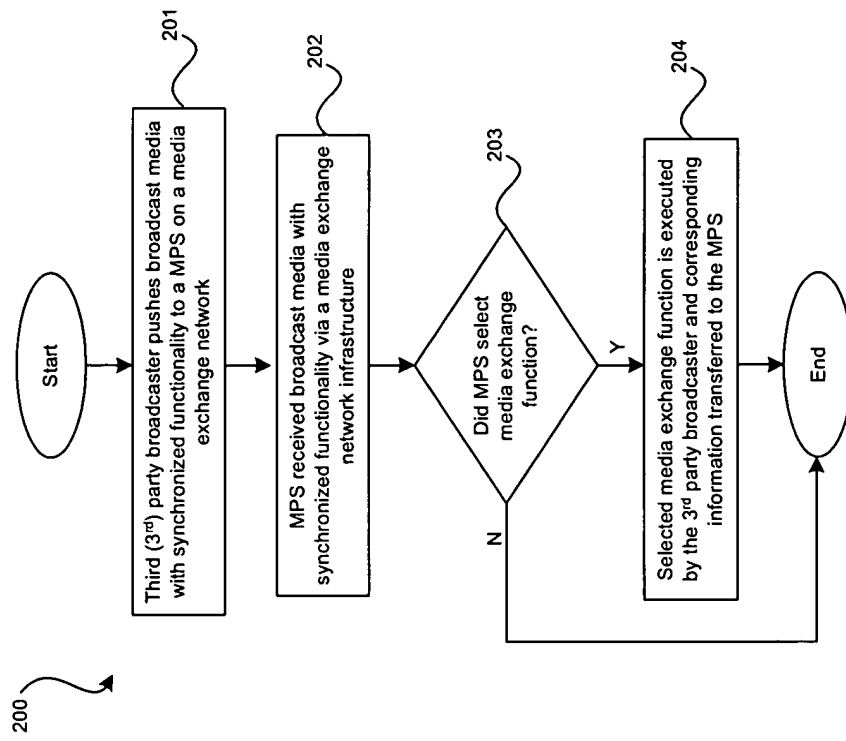 200
Start
201
Third (3rd) party broadcaster pushes broadcast media
with synchronized functionality to a MPS on a media
exchange network
202
MPS received broadcast media with
synchronized functionality via a media exchange
network infrastructure
203
Did MPS select
media exchange
function?
N
Y
204
Selected media exchange function is executed
by the 3rd party broadcaster and corresponding
information transferred to the MPS
End